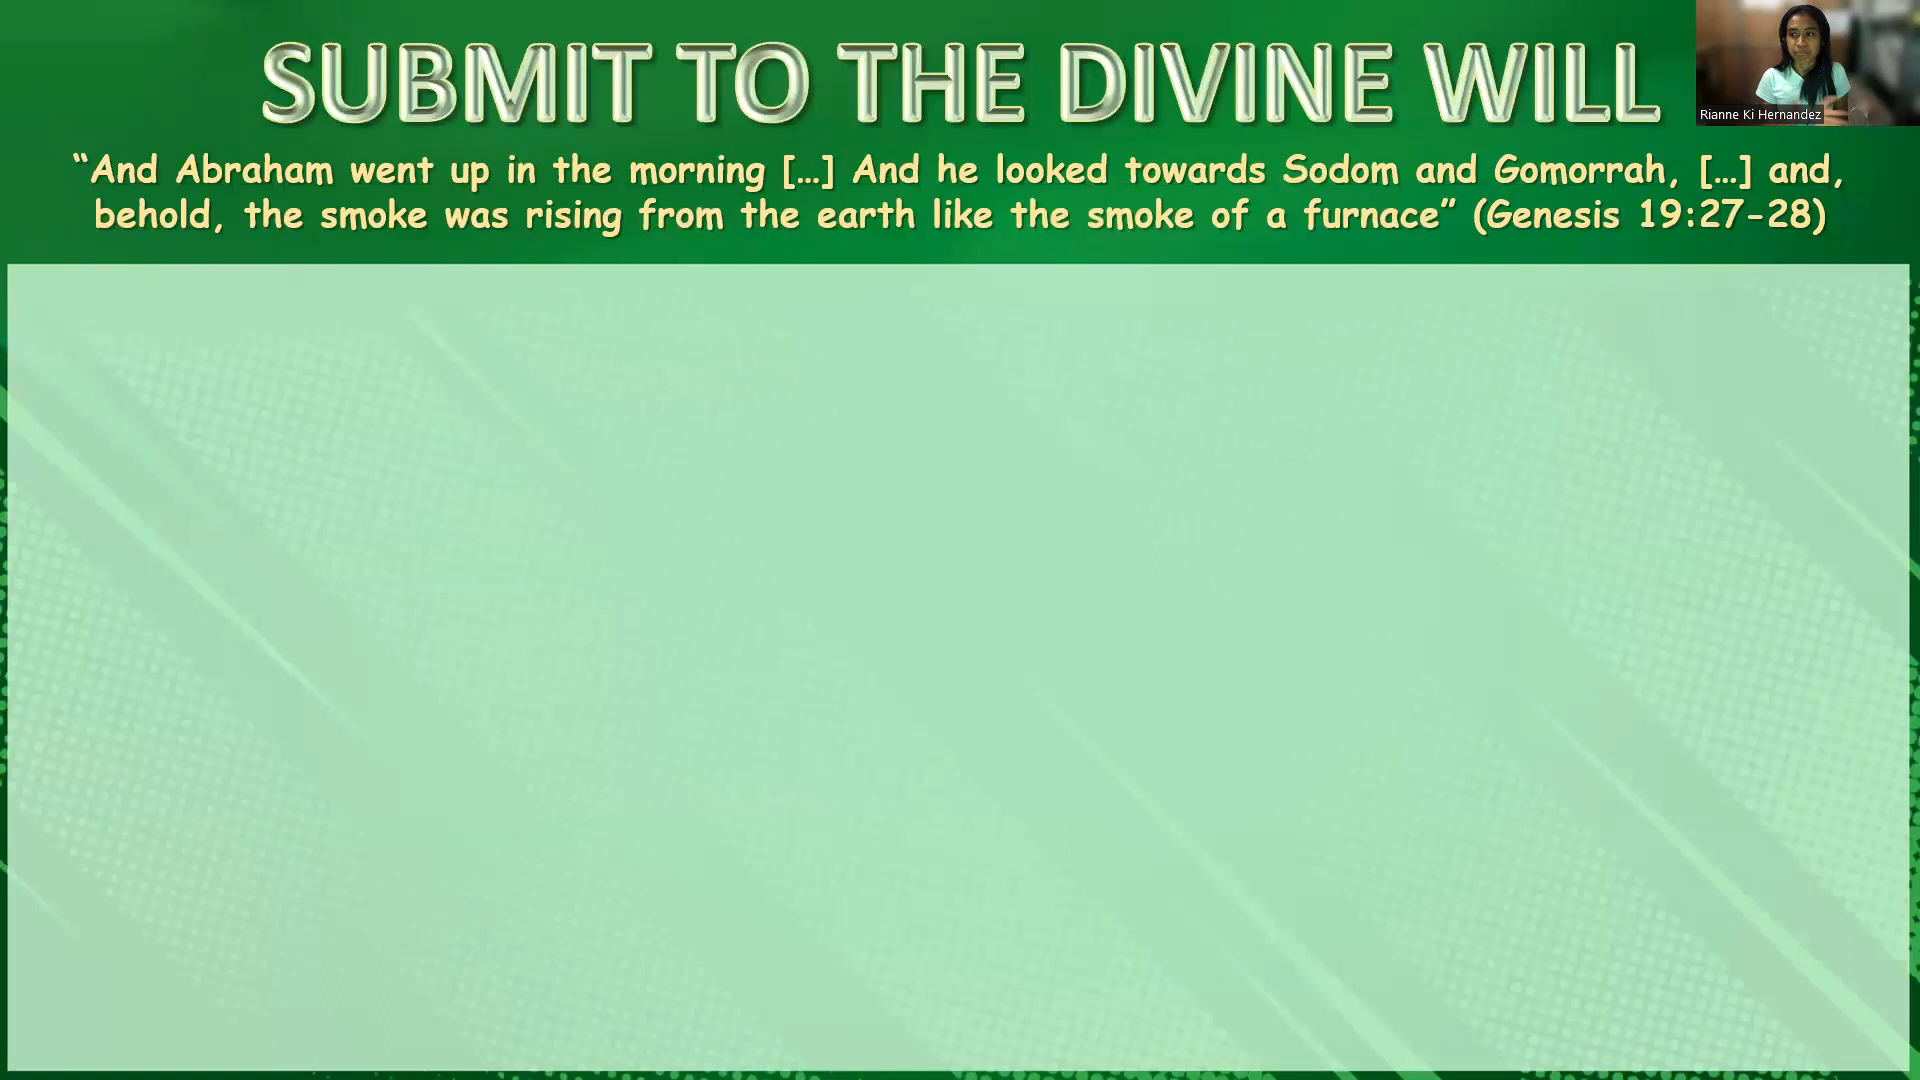 SUBMIT TO THE DIVINE WILL
Rianne Ki Hernandez
“And Abraham went up in the morning […] And he looked towards Sodom and Gomorrah, […] and,
behold, the smoke was rising from the earth like the smoke of a furnace” (Genesis 19:27-28)